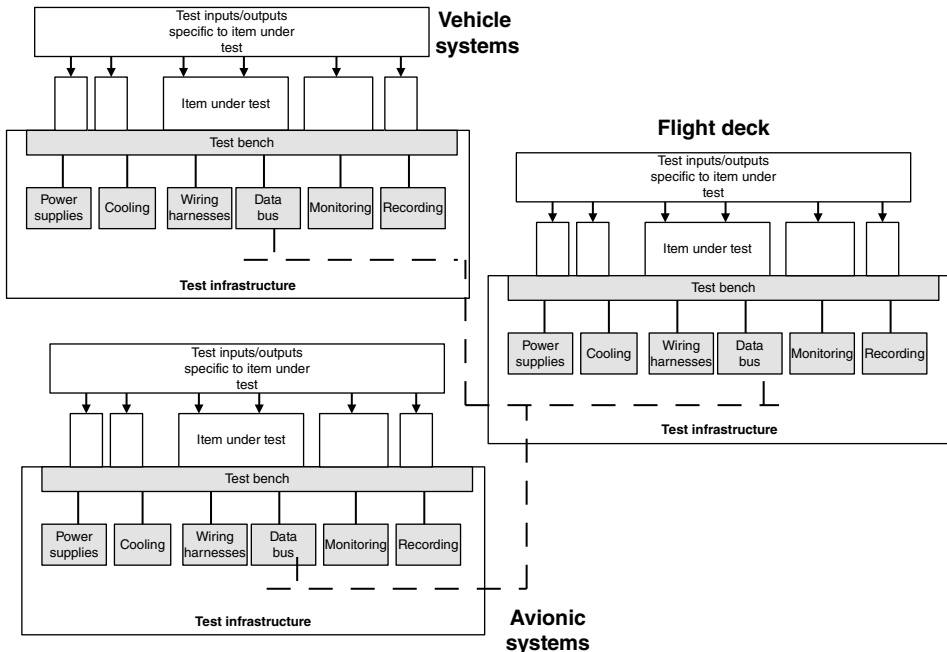 Test inputs/outputs
specific to item under
test
Vehicle
systems
Item under test
Test bench
Power
supplies
Cooling
Wiring
harnesses
Data
bus
Monitoring
Recording
Test infrastructure
Flight deck
Test inputs/outputs
specific to item under
test
Item under test
Test bench
Power
supplies
Cooling
Wiring
harnesses
Data
bus
Monitoring
Recording
Test infrastructure
Test inputs/outputs
specific to item under
test
Item under test
Test bench
Power
supplies
Cooling
Wiring
harnesses
Data
bus
Monitoring
Recording
Test infrastructure
Avionic
systems